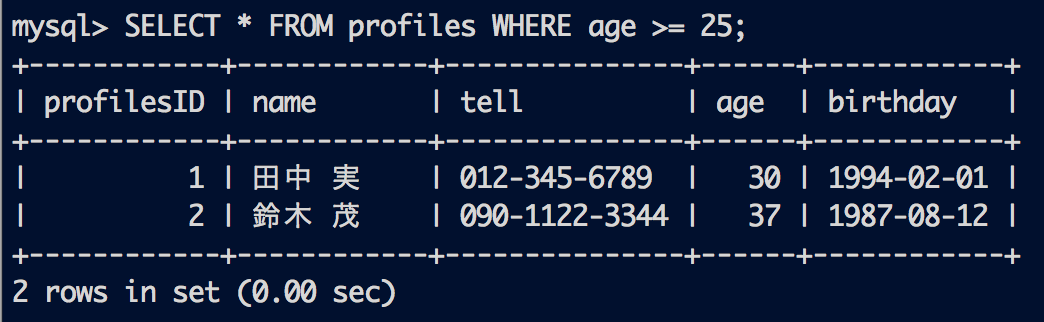 mysql> SELECT * FROM profiles WHERE age >= 25;
+------------+------------+---------------+------+------------+
| profilesID | name       | tell          | age  | birthday   |
+------------+------------+---------------+------+------------+
|          1 | 田中 実    | 012-345-6789  |   30 | 1994-02-01 |
|          2 | 鈴木 茂    | 090-1122-3344 |   37 | 1987-08-12 |
+------------+------------+---------------+------+------------+
2 rows in set (0.00 sec)